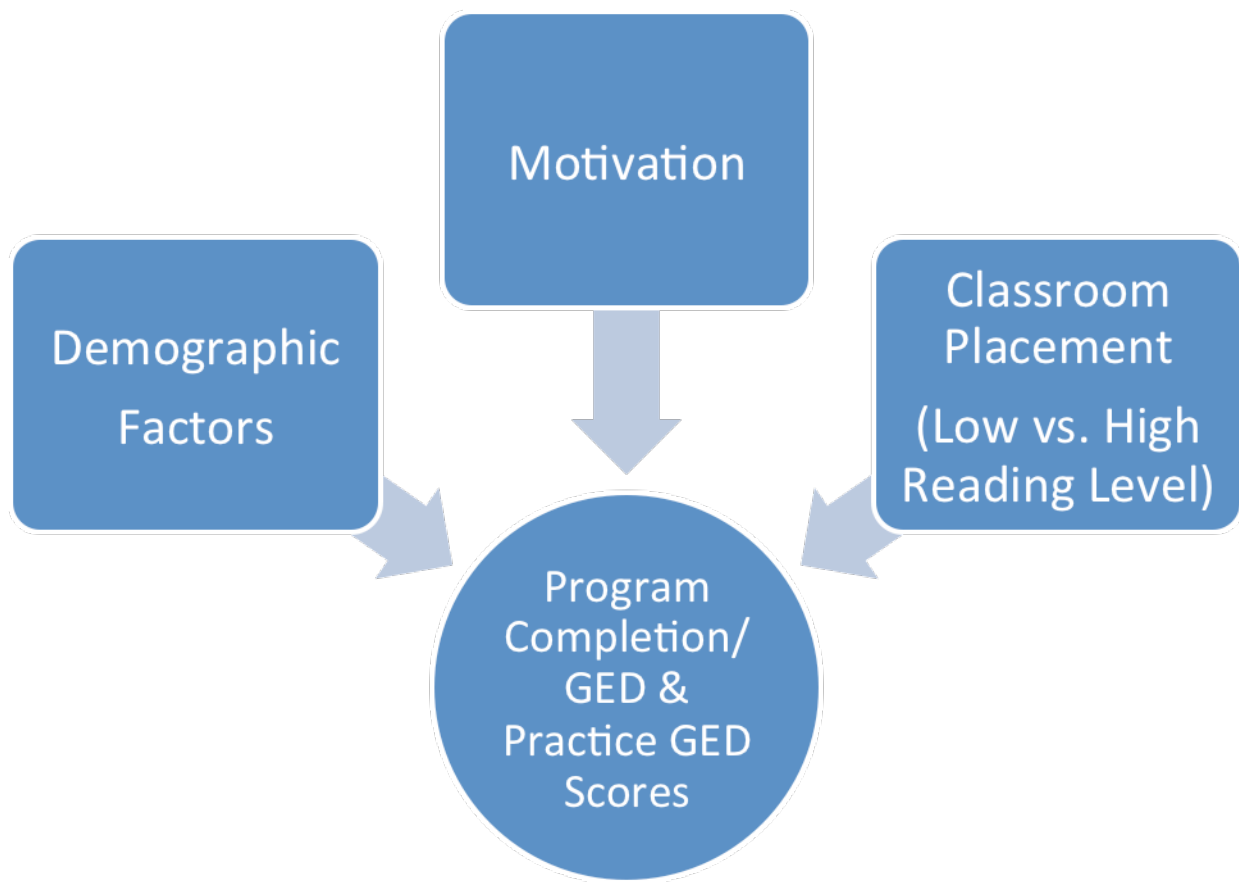 Motivation
Demographic
Factors
Classroom
Placement
(Low vs. High
Reading Level)
Program
Completion/
GED &
Practice GED
Scores